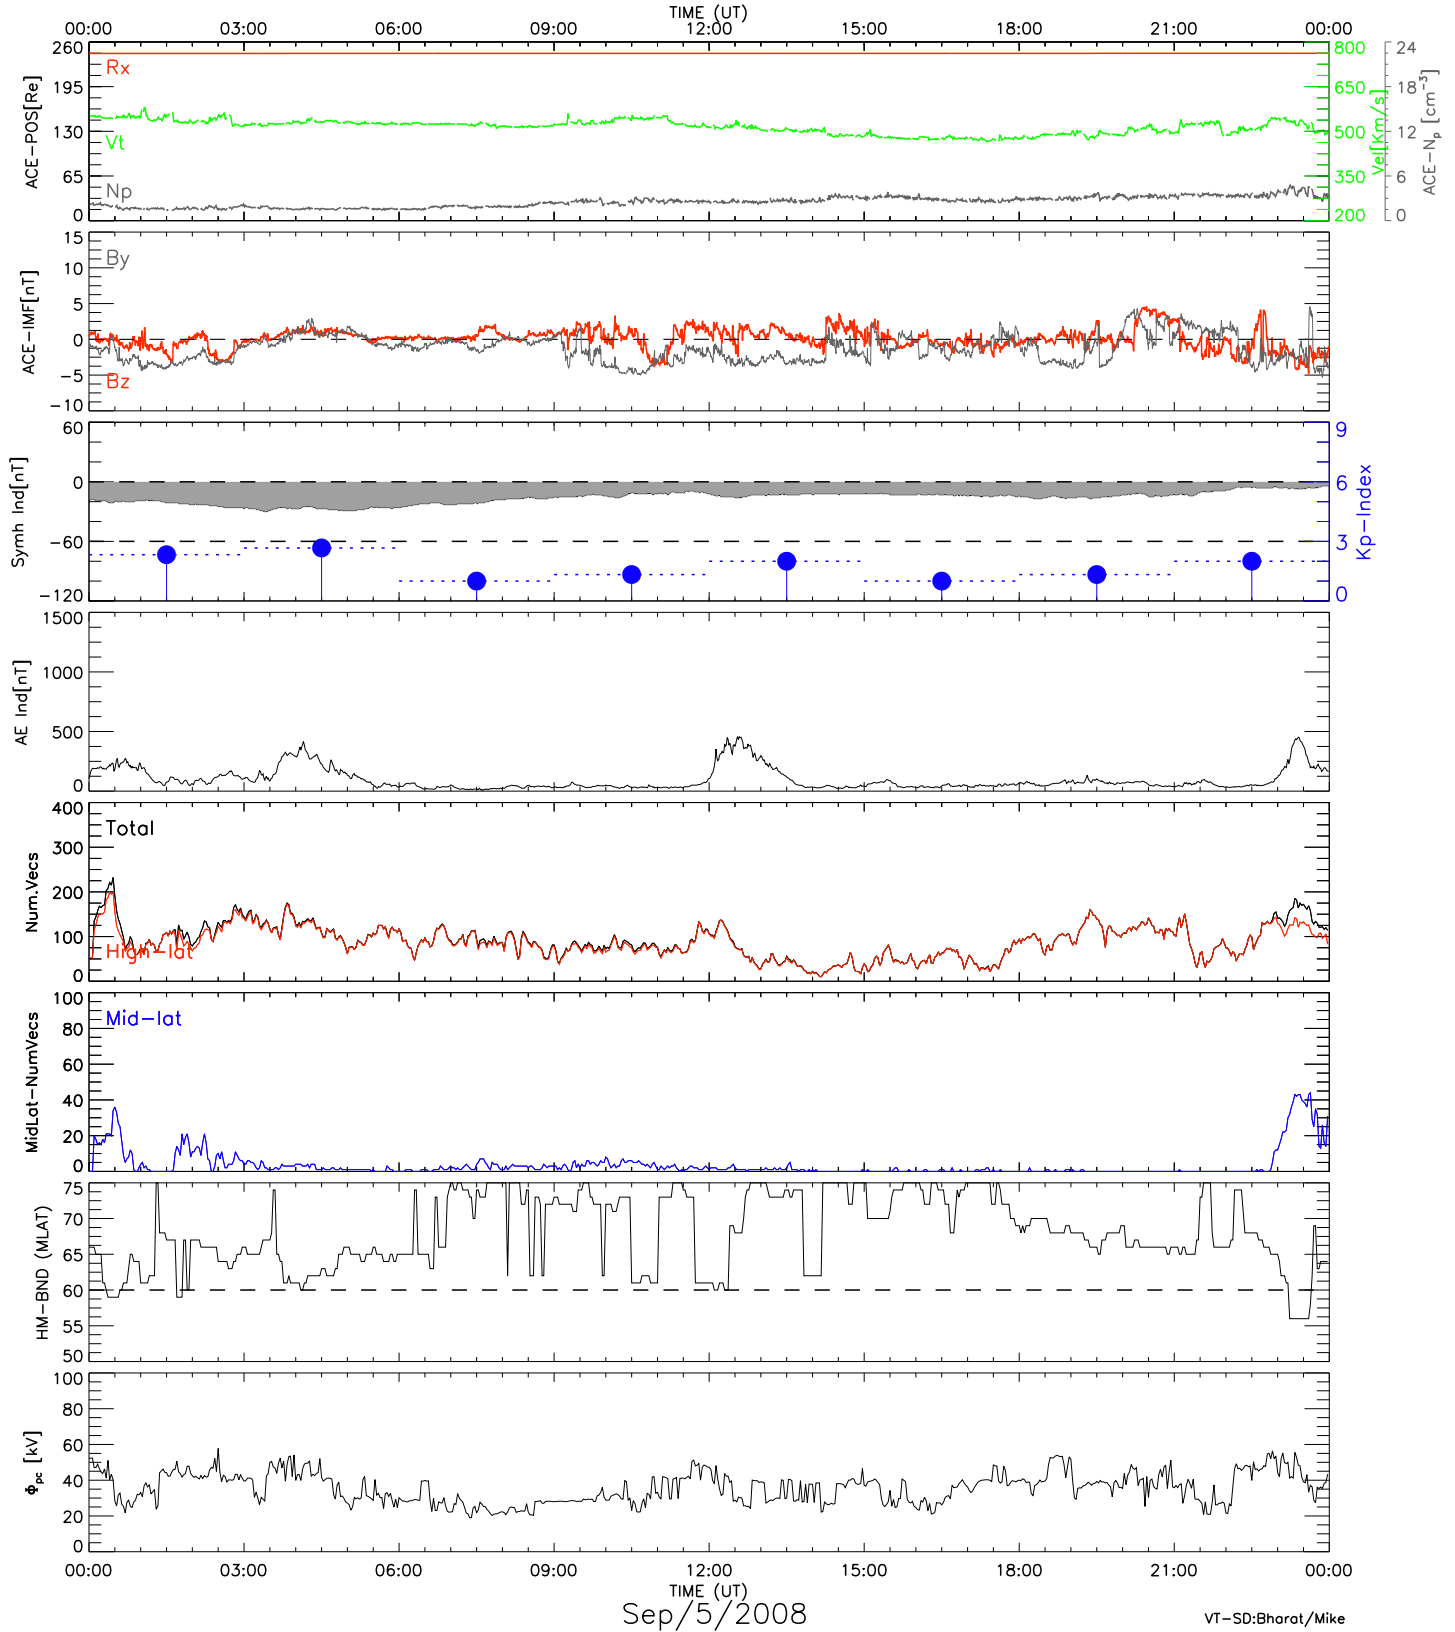 TIME (UT)
00:00 03:00 06:00 09:00 12:00 15:00 18:00 21:00 00:00
ACE-POS[Re]
260
195
130
65
0
Rx
Vt
Np
800
650
500
350
200
Vel[Km/s]
24
18
12
6
0
ACE-Np [cm-3]
ACE-IMF[nT]
15
10
5
0
-5
-10
By
Bz
Symh Ind[nT]
60
0
-60
-120
9
6
3
0
Kp-Index
AE Ind[nT]
1500
1000
500
0
Num.Vecs
400
300
200
100
0
Total
High-lat
MidLat-NumVecs
100
80
60
40
20
0
Mid-lat
HM-BND (MLAT)
75
70
65
60
55
50
Φpc [kV]
100
80
60
40
20
0
00:00 03:00 06:00 09:00 12:00 15:00 18:00 21:00 00:00
TIME (UT)
Sep/5/2008
VT-SD:Bharat/Mike